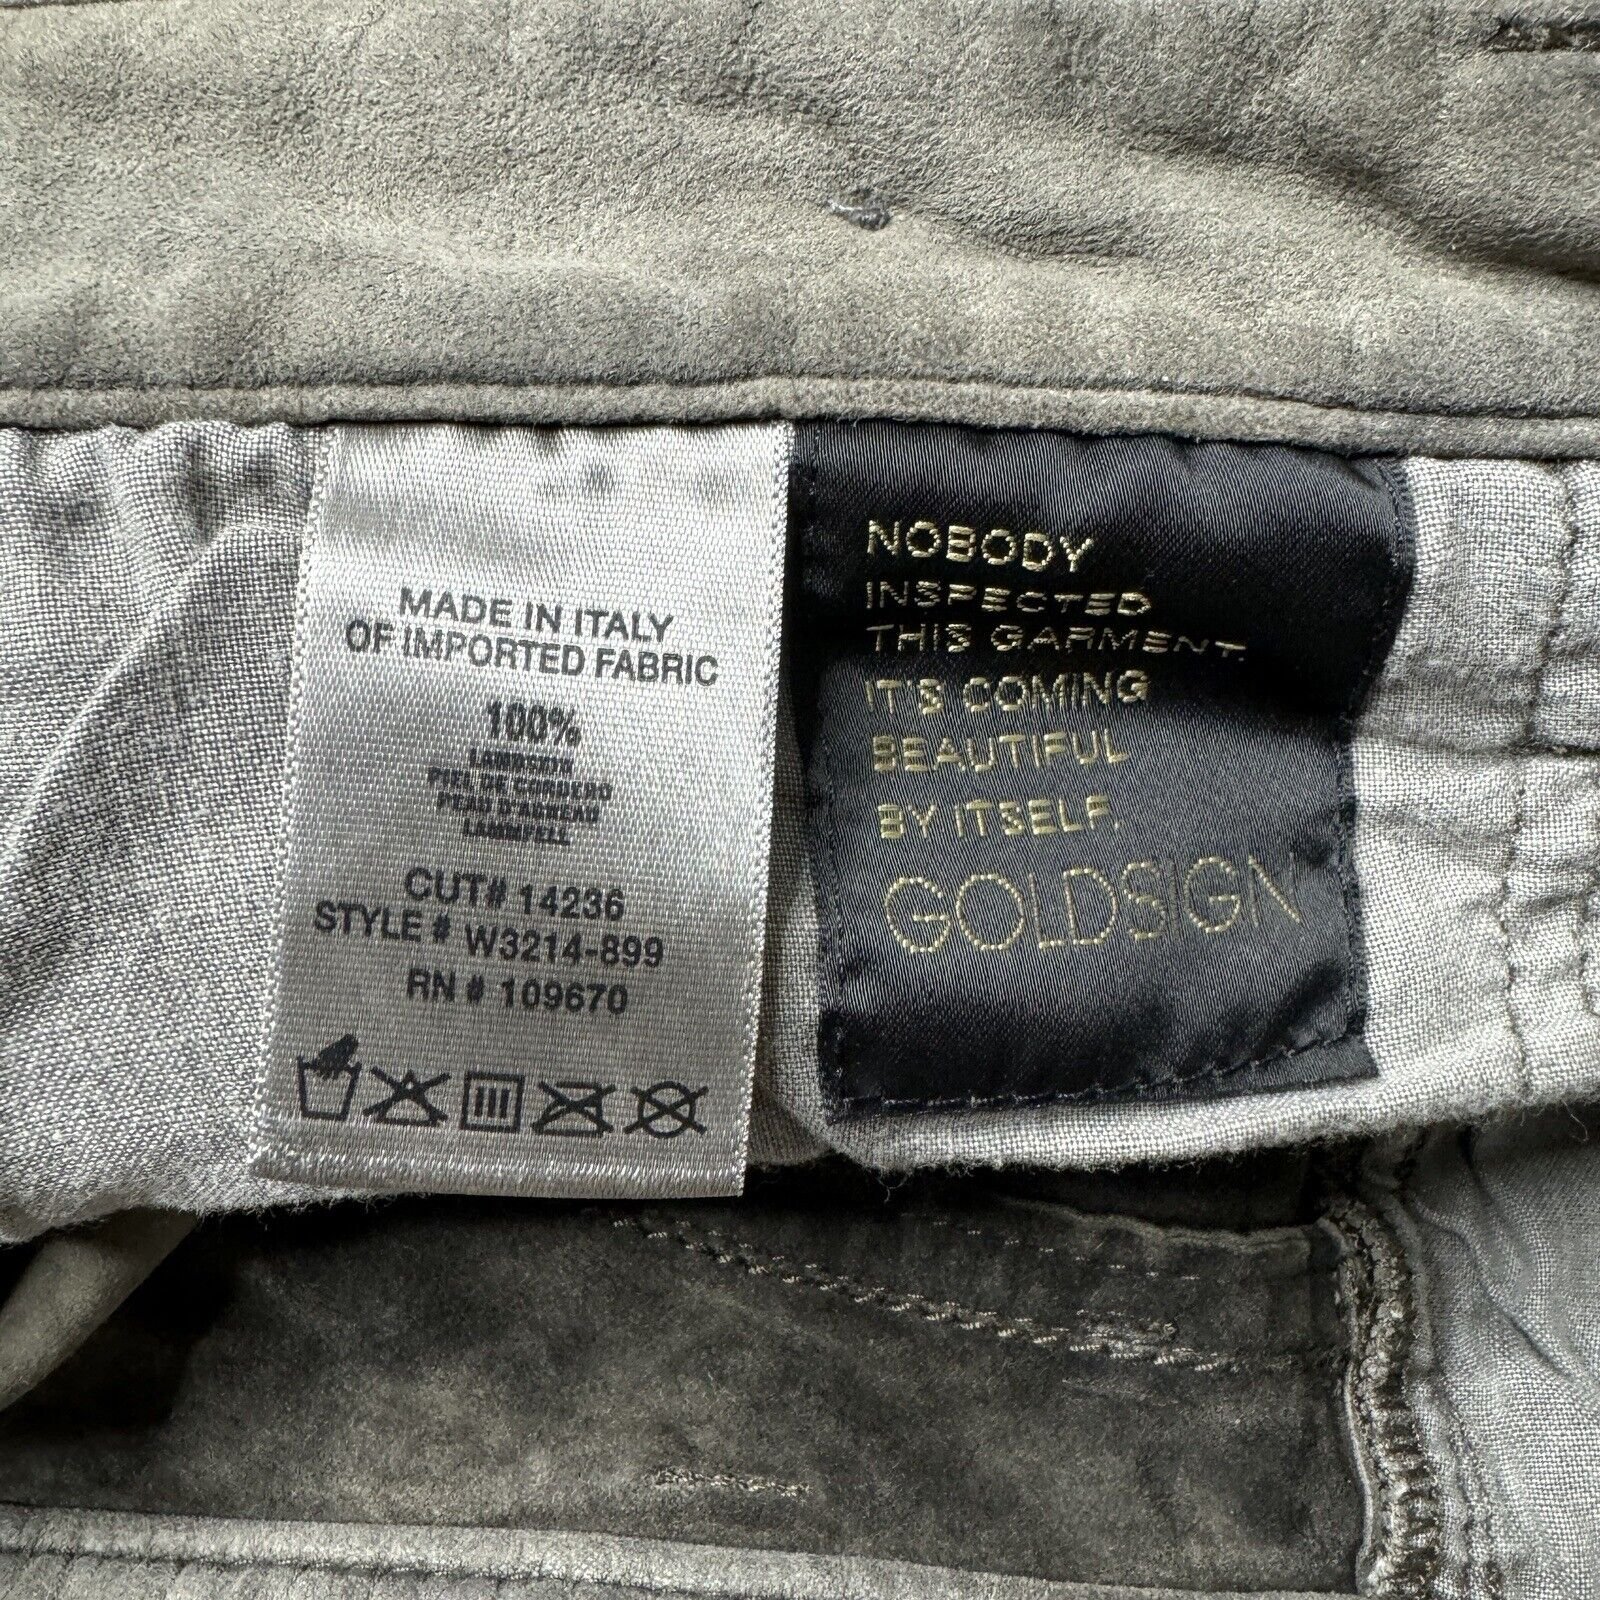 MADE IN ITALY
OF IMPORTED FABRIC
100%
LAMBSKIN
PIEL DE CORDERO
PEAU D'AGNEAU
LAMMFELL
CUT# 14236
STYLE # W3214-899
RN # 109670
NOBODY
INSPECTED
THIS GARMENT.
IT'S COMING
BEAUTIFUL
BY ITSELF.
GOLDSIGN